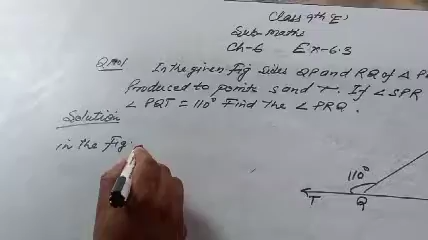 Class 9th 'E'
Sub- maths
Ch-6 Ex-6.3
Q.No1 In the given Fig sides QP and RQ of Δ
Produced to points S and T. If ∠SPR
∠PQT = 110° Find the ∠PRQ.
Solution
in the Fig.
110°
T Q